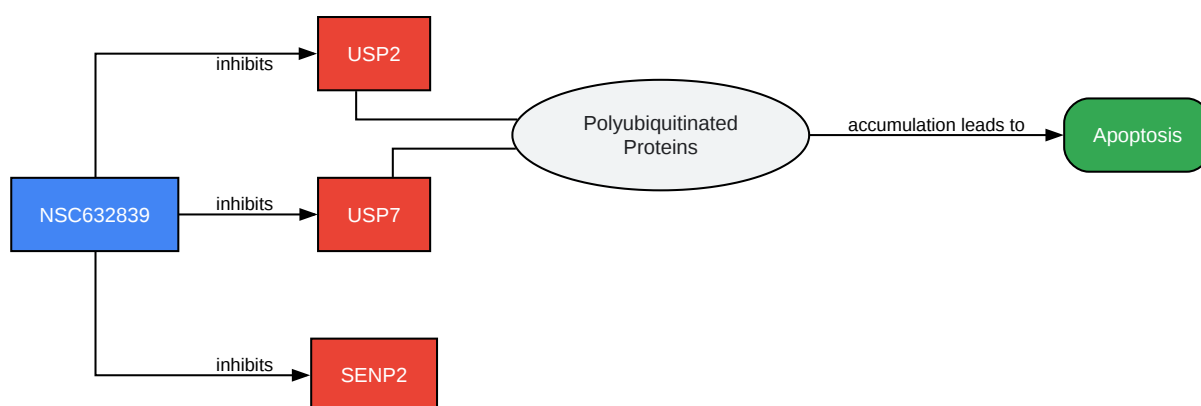 USP2
inhibits
Polyubiquitinated
Proteins
accumulation leads to
Apoptosis
NSC632839
inhibits
USP7
inhibits
SENP2